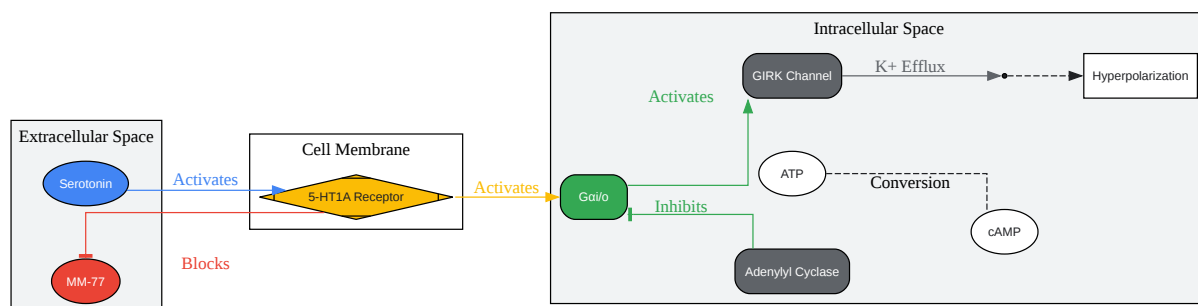 Intracellular Space
GIRK Channel
K+ Efflux
Hyperpolarization
Activates
Extracellular Space
Cell Membrane
Serotonin
Activates
5-HT1A Receptor
Activates
Gαi/o
ATP
Conversion
Inhibits
cAMP
Blocks
MM-77
Adenylyl Cyclase